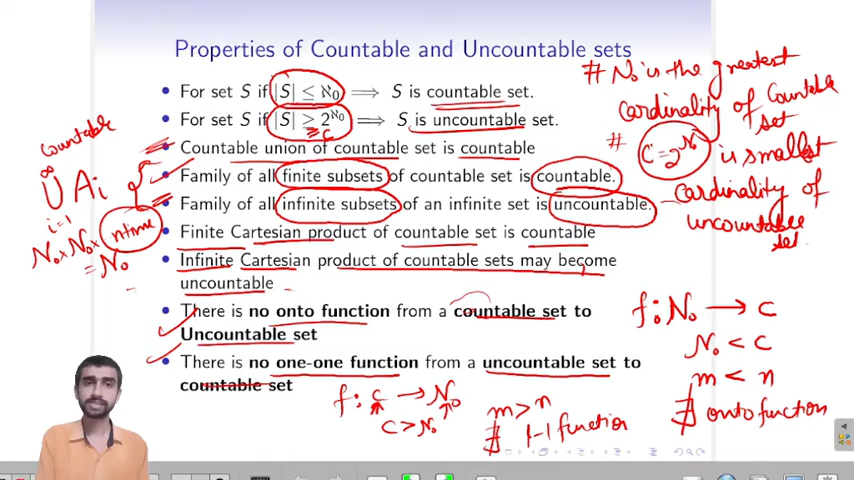 Properties of Countable and Uncountable sets
• For set S if |S| ≤ ℵ₀ ⟹ S is countable set.
• For set S if |S| ≥ 2^ℵ₀ ⟹ S is uncountable set.
c
• Countable union of countable set is countable
• Family of all finite subsets of countable set is countable.
• Family of all infinite subsets of an infinite set is uncountable.
• Finite Cartesian product of countable set is countable
• Infinite Cartesian product of countable sets may become
uncountable
• There is no onto function from a countable set to
Uncountable set
• There is no one-one function from a uncountable set to
countable set
countable
∞
∪ Ai
i=1
ℵ₀×ℵ₀×
n time
= ℵ₀
# ℵ₀ is the greatest
cardinality of Countable
set
# C = 2^ℵ₀ is smallest
cardinality of
uncountable
set.
f: ℵ₀ → C
ℵ₀ < C
m < n
∄ onto function
f: C → ℵ₀
C > ℵ₀
m > n
∄ 1-1 function